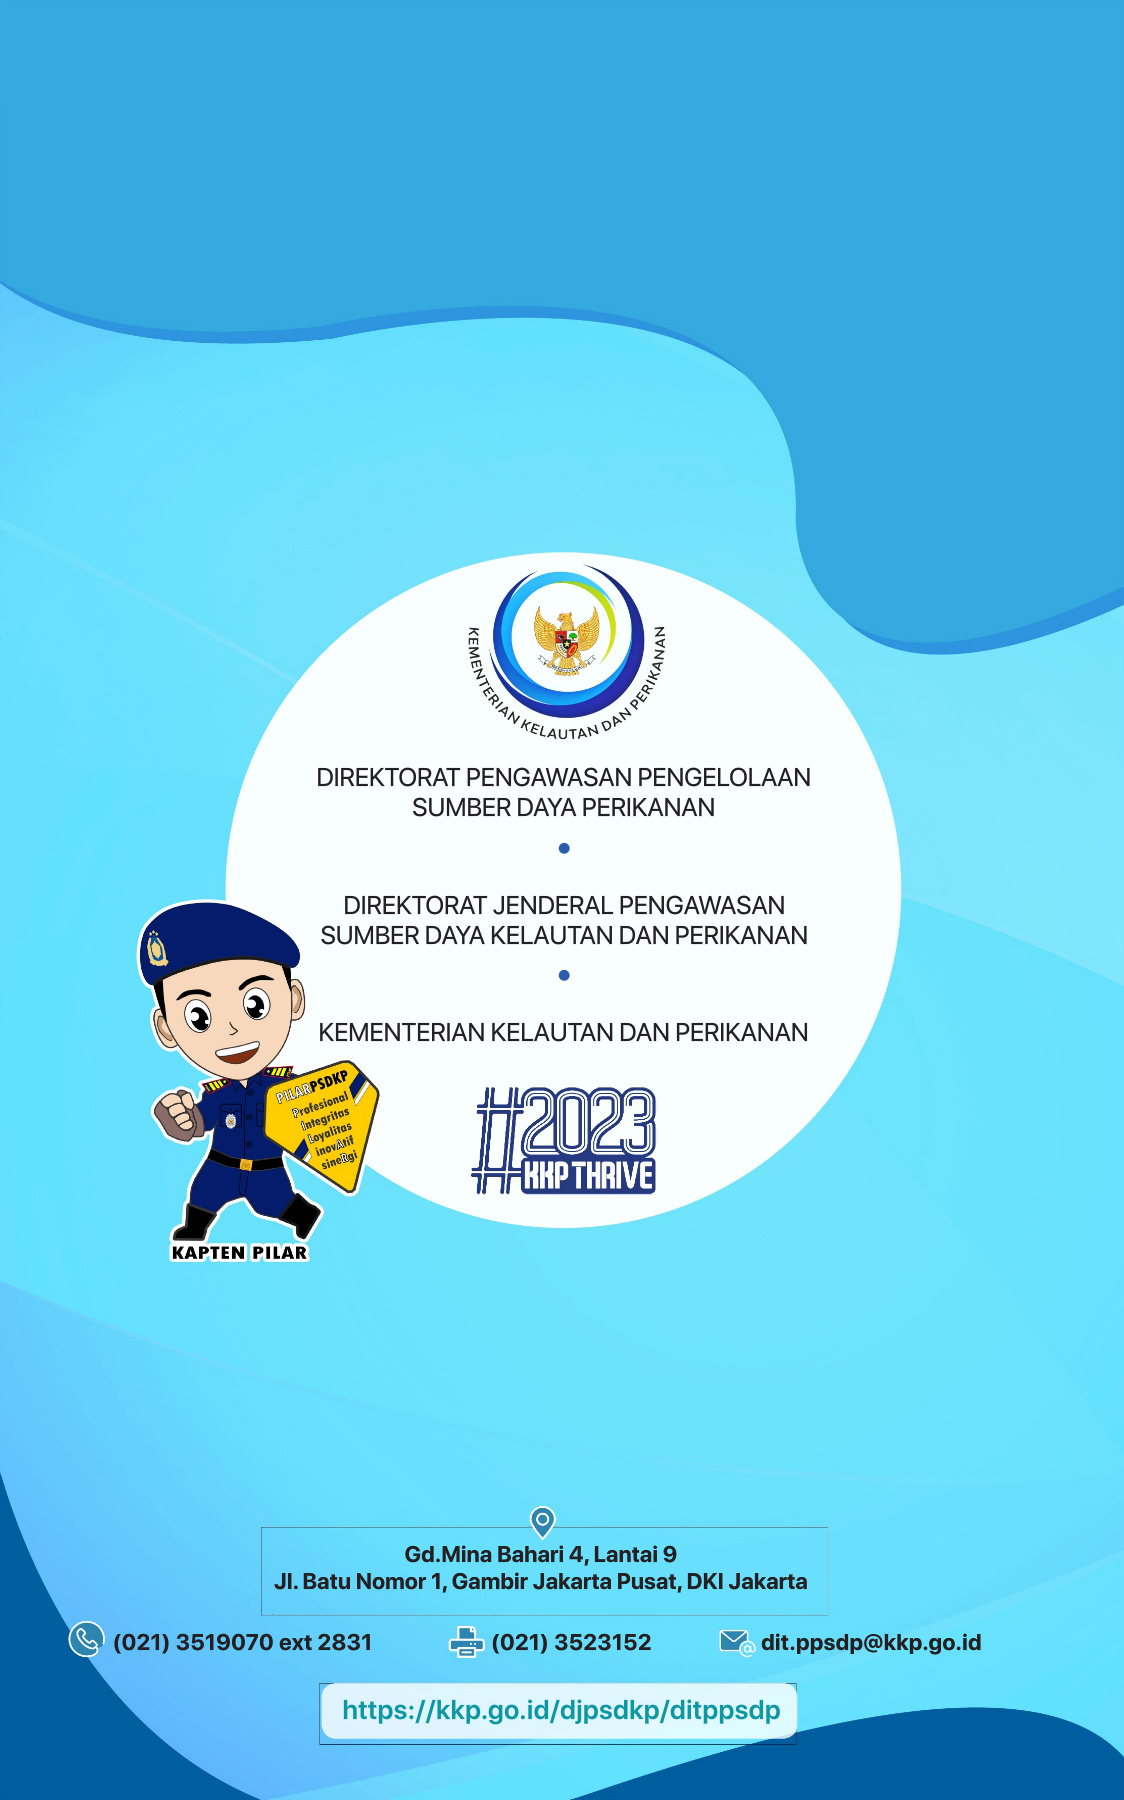 KEMENTERIAN KELAUTAN DAN PERIKANAN
DIREKTORAT PENGAWASAN PENGELOLAAN
SUMBER DAYA PERIKANAN
DIREKTORAT JENDERAL PENGAWASAN
SUMBER DAYA KELAUTAN DAN PERIKANAN
KEMENTERIAN KELAUTAN DAN PERIKANAN
PILARPSDKP
Profesional
Integritas
Loyalitas
inovAtif
sineRgi
KAPTEN PILAR
#2023
KKP THRIVE
Gd.Mina Bahari 4, Lantai 9
Jl. Batu Nomor 1, Gambir Jakarta Pusat, DKI Jakarta
(021) 3519070 ext 2831
(021) 3523152
dit.ppsdp@kkp.go.id
https://kkp.go.id/djpsdkp/ditppsdp